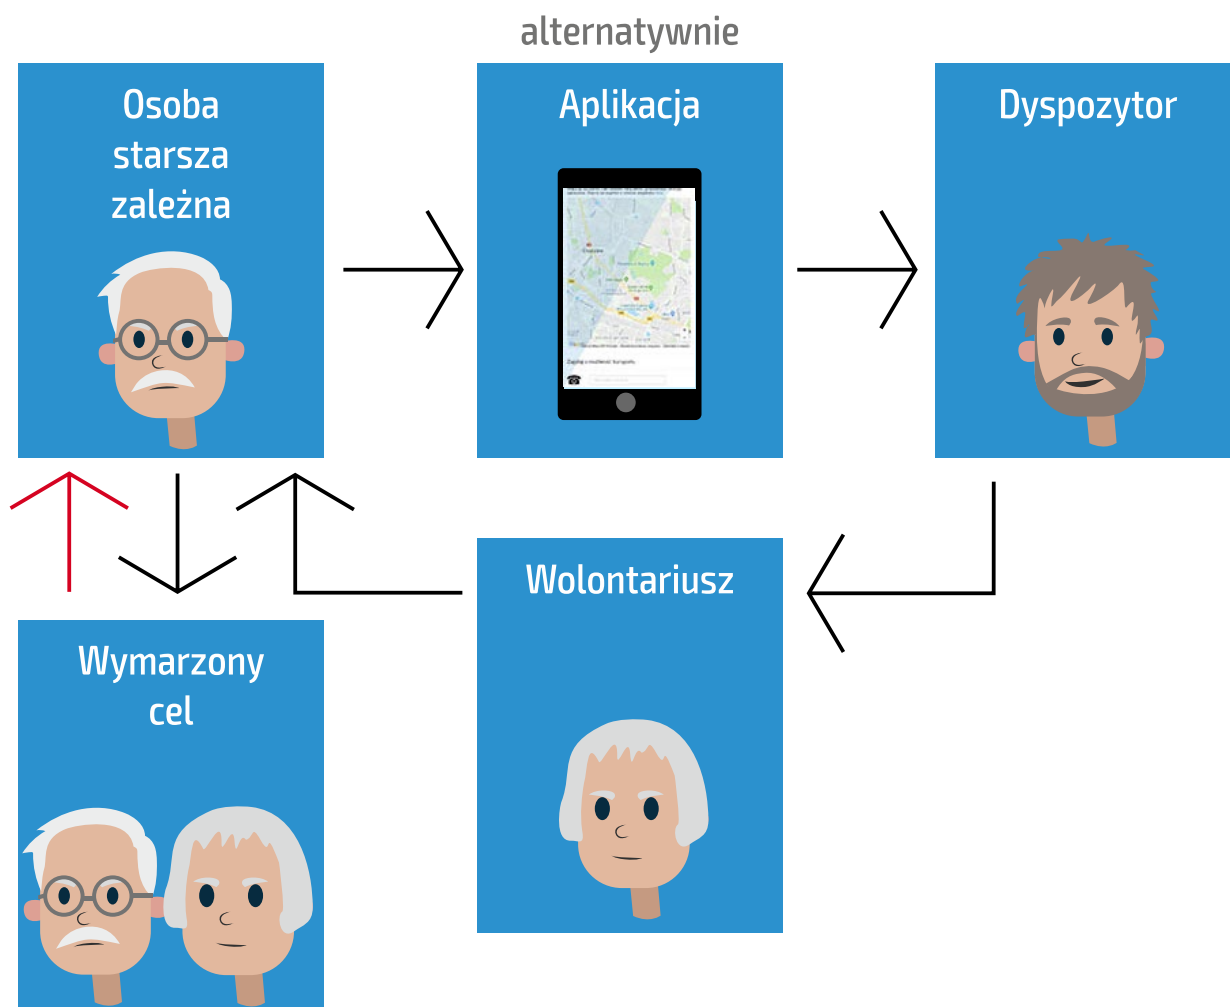 alternatywnie
Osoba
starsza
zależna
Aplikacja
Dyspozytor
Wolontariusz
Wymarzony
cel